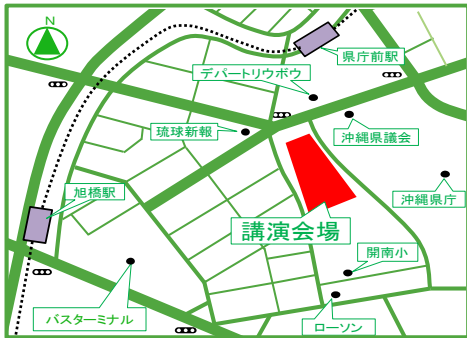 N
県庁前駅
デパートリウボウ
琉球新報
沖縄県議会
旭橋駅
沖縄県庁
講演会場
開南小
バスターミナル
ローソン